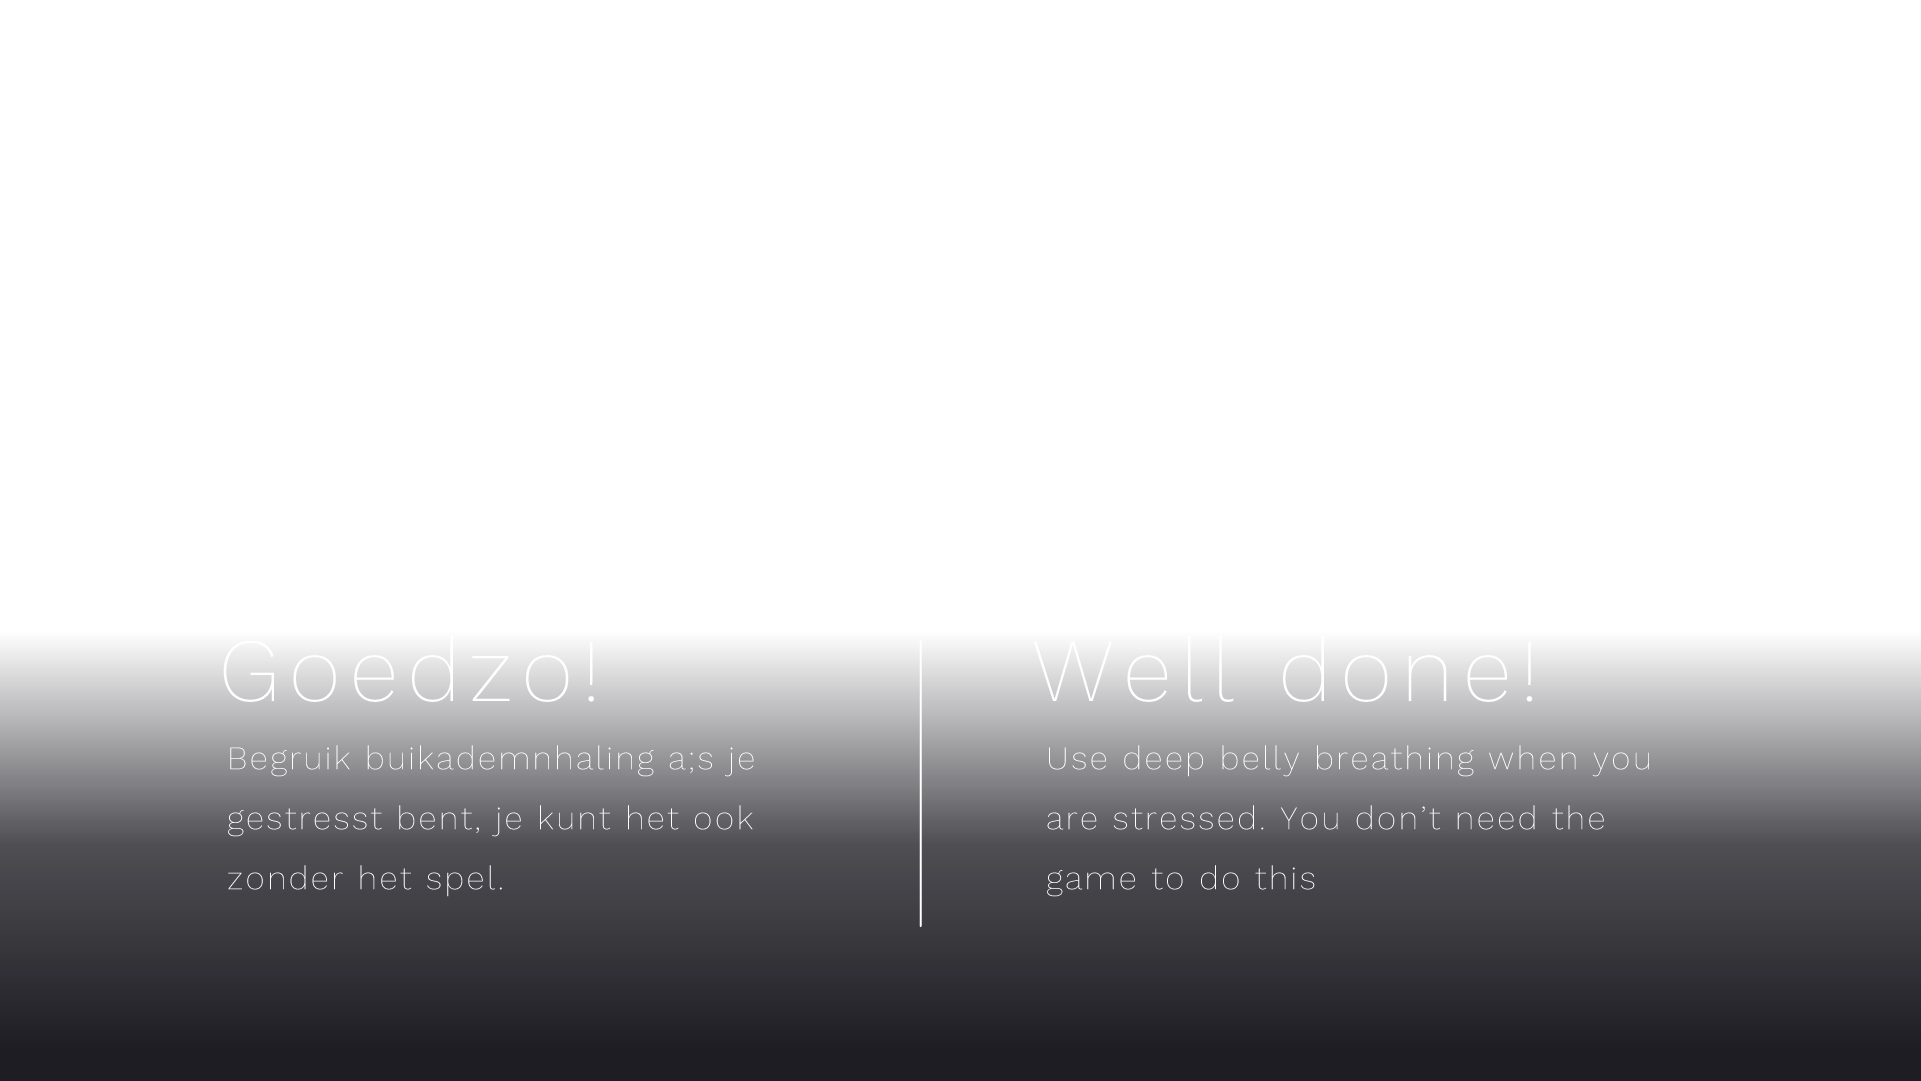 Goedzo!
Begruik buikademnhaling a;s je
gestresst bent, je kunt het ook
zonder het spel.
Well done!
Use deep belly breathing when you
are stressed. You don’t need the
game to do this